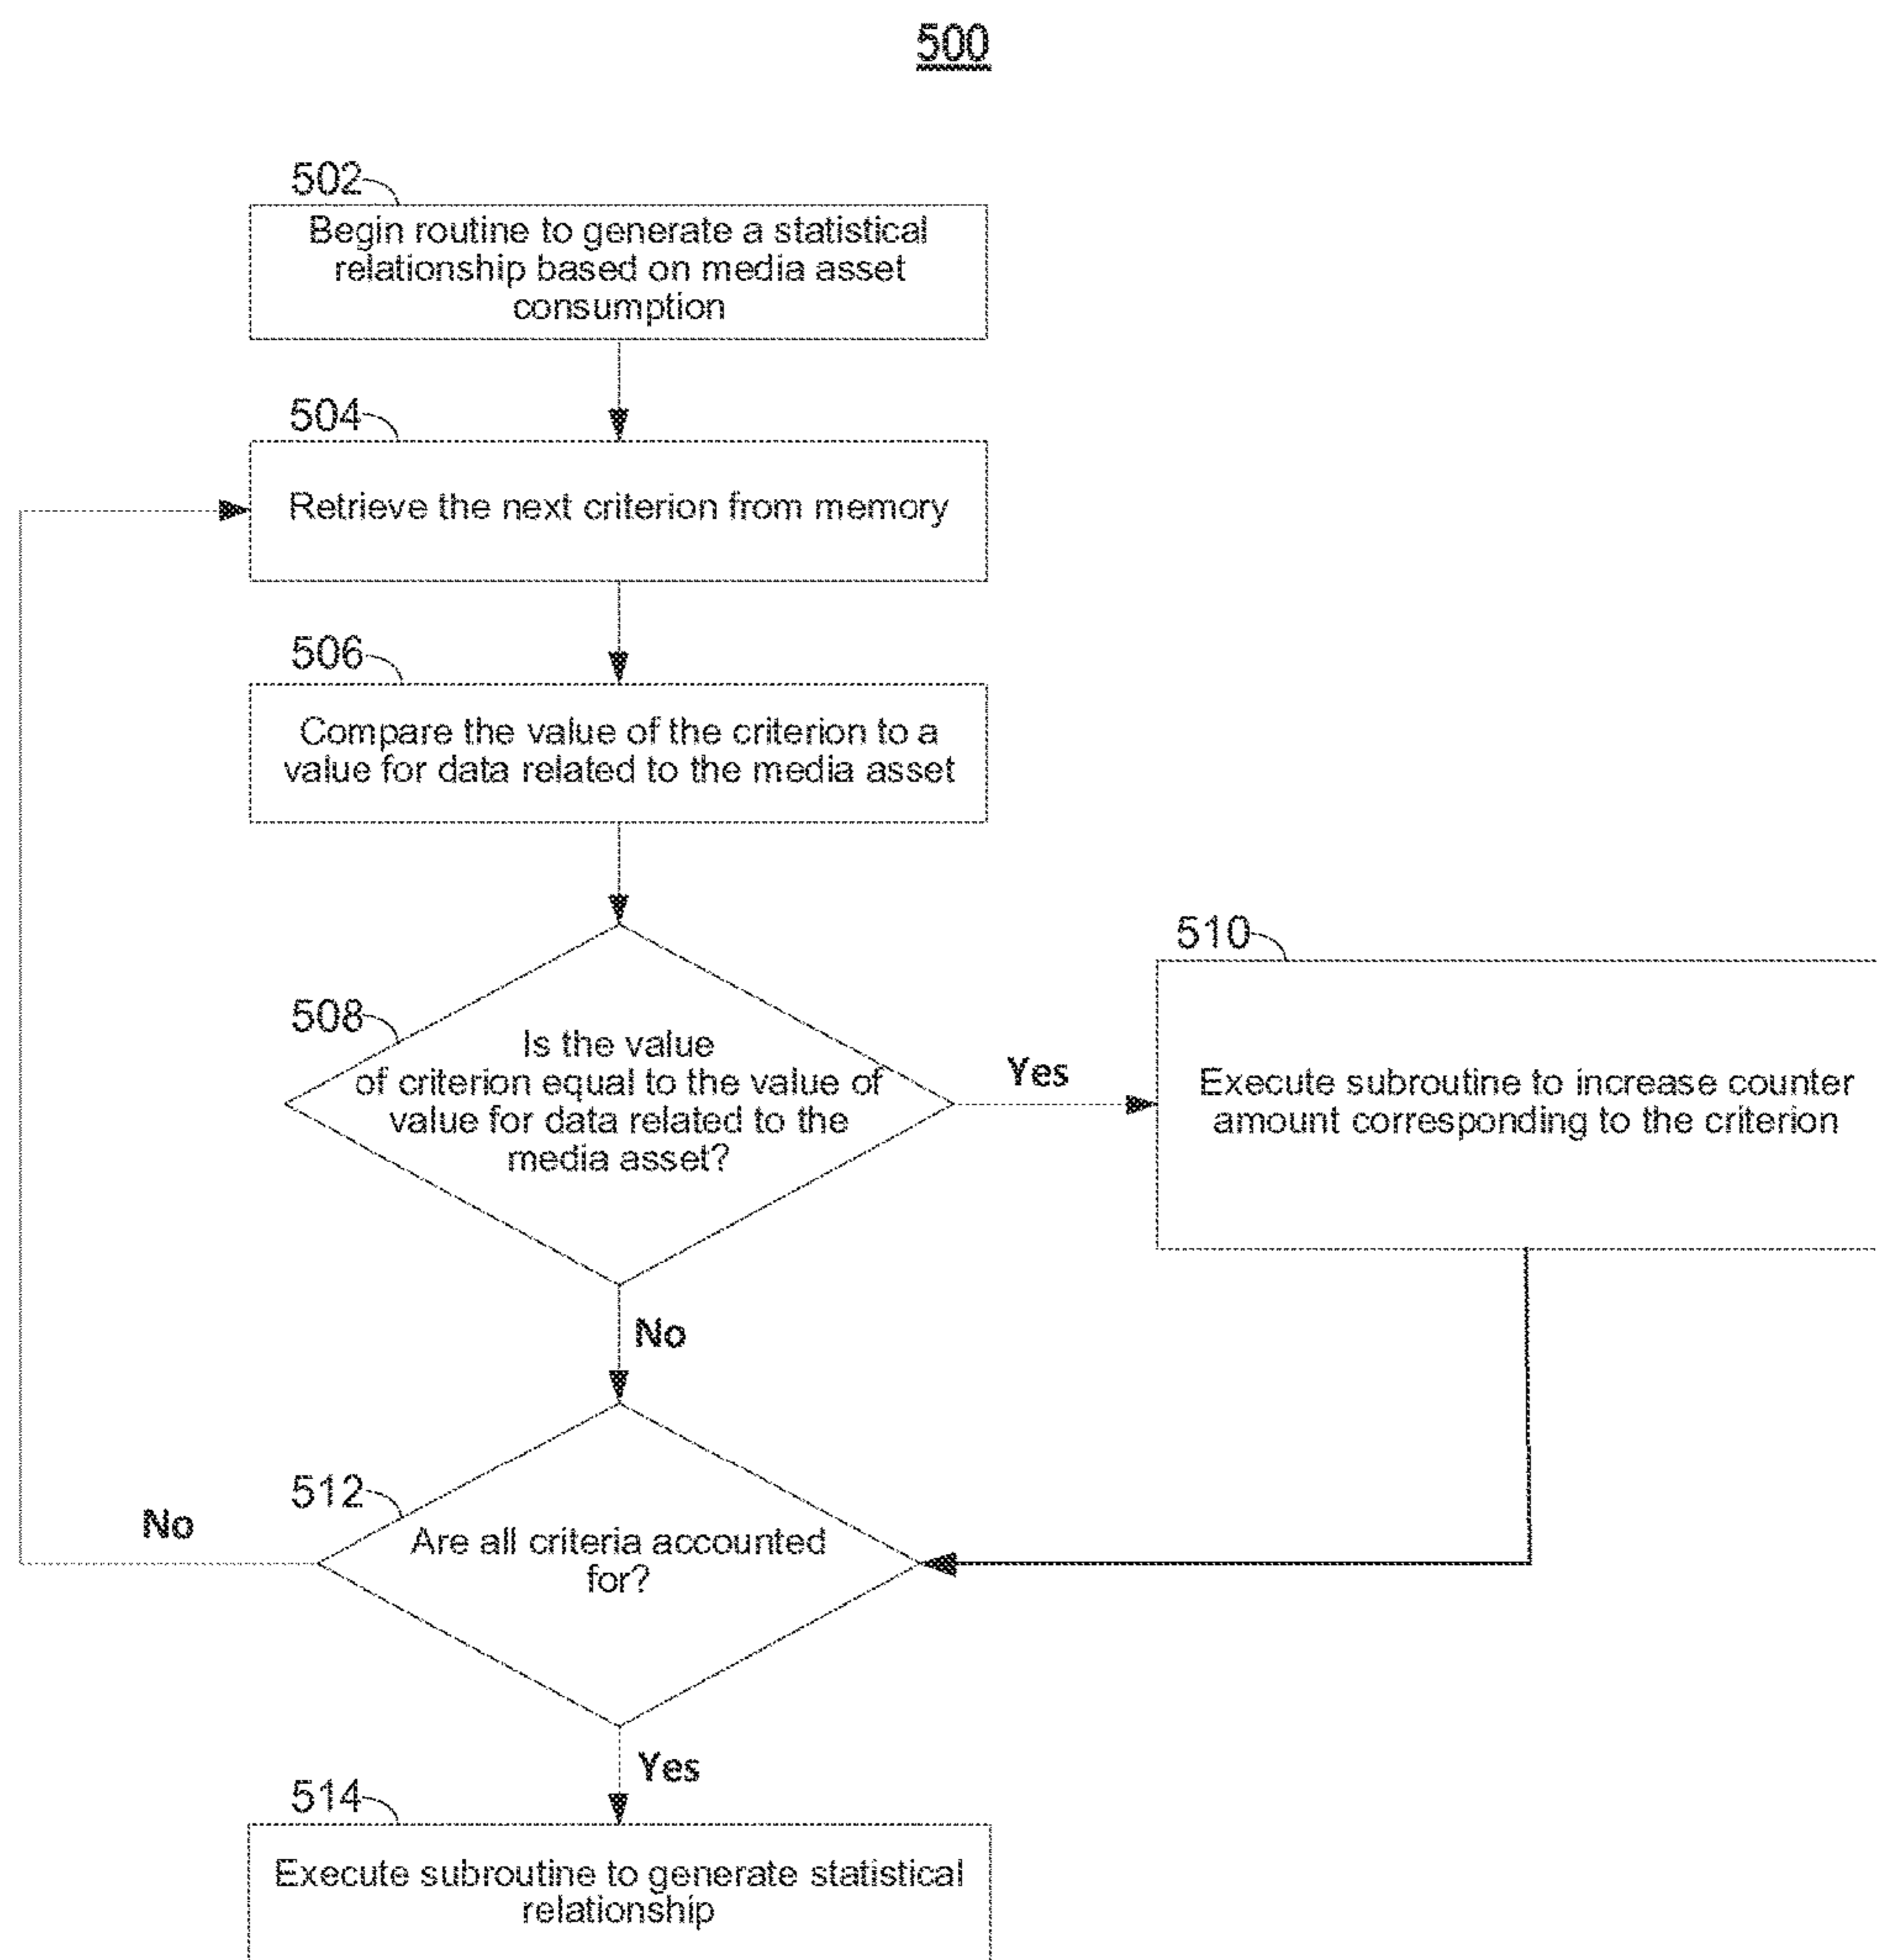 500
502
Begin routine to generate a statistical
relationship based on media asset
consumption
504
Retrieve the next criterion from memory
506
Compare the value of the criterion to a
value for data related to the media asset
508
Is the value
of criterion equal to the value of
value for data related to the
media asset?
Yes
510
Execute subroutine to increase counter
amount corresponding to the criterion
No
512
Are all criteria accounted
for?
No
Yes
514
Execute subroutine to generate statistical
relationship